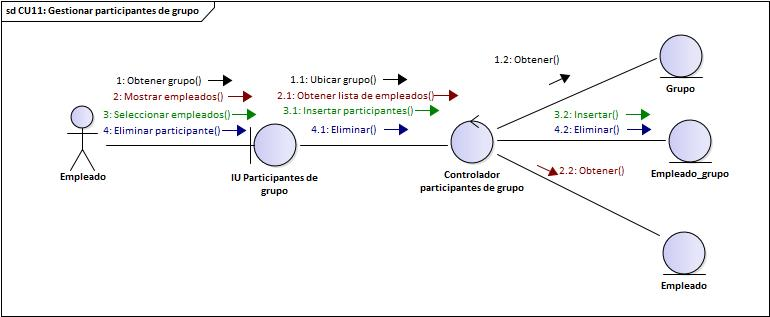 sd CU11: Gestionar participantes de grupo
1: Obtener grupo()
2: Mostrar empleados()
3: Seleccionar empleados()
4: Eliminar participante()
Empleado
1.1: Ubicar grupo()
2.1: Obtener lista de empleados()
3.1: Insertar participantes()
4.1: Eliminar()
IU Participantes de
grupo
Controlador
participantes de grupo
1.2: Obtener()
Grupo
3.2: Insertar()
4.2: Eliminar()
Empleado_grupo
2.2: Obtener()
Empleado